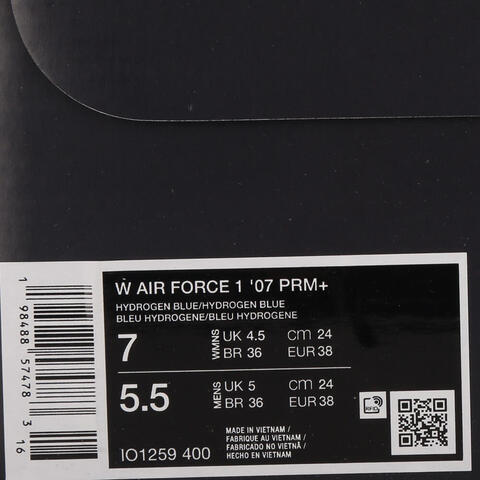 W AIR FORCE 1 '07 PRM+
HYDROGEN BLUE/HYDROGEN BLUE
BLEU HYDROGENE/BLEU HYDROGENE
7 WMNS UK 4.5 cm 24
BR 36 EUR 38
5.5 MENS UK 5 cm 24
BR 36 EUR 38
MADE IN VIETNAM /
FABRIQUE AU VIETNAM /
FABRICADO NO VIETNÃ /
HECHO EN VIETNAM
IO1259 400
RFID
1 98488 57478 3 16